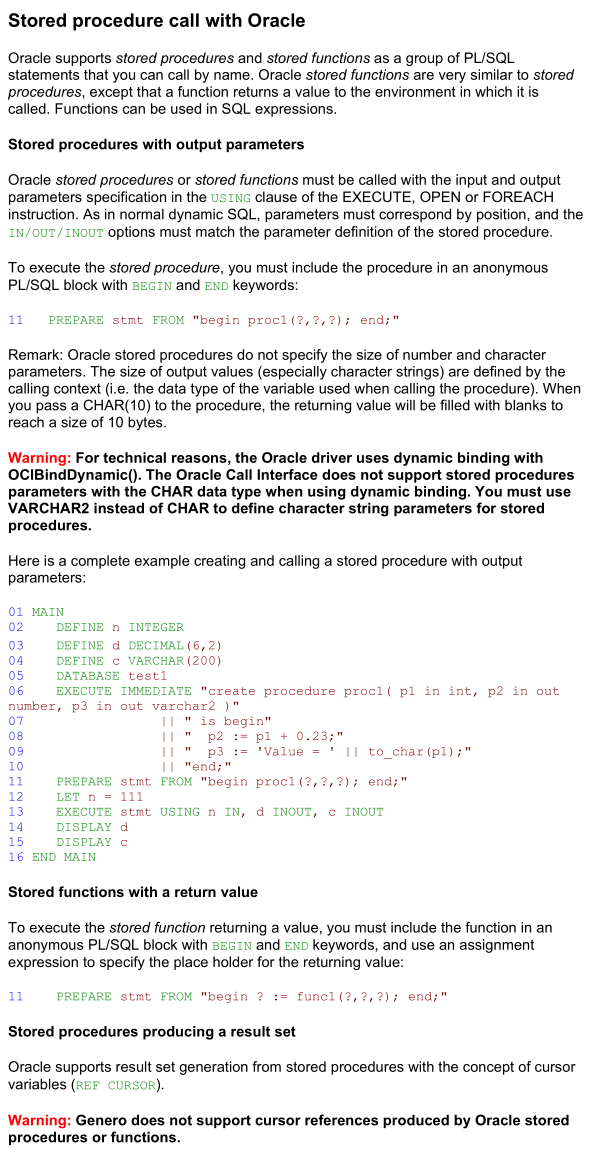 Stored procedure call with Oracle
Oracle supports stored procedures and stored functions as a group of PL/SQL
statements that you can call by name. Oracle stored functions are very similar to stored
procedures, except that a function returns a value to the environment in which it is
called. Functions can be used in SQL expressions.
Stored procedures with output parameters
Oracle stored procedures or stored functions must be called with the input and output
parameters specification in the USING clause of the EXECUTE, OPEN or FOREACH
instruction. As in normal dynamic SQL, parameters must correspond by position, and the
IN/OUT/INOUT options must match the parameter definition of the stored procedure.
To execute the stored procedure, you must include the procedure in an anonymous
PL/SQL block with BEGIN and END keywords:
11   PREPARE stmt FROM "begin proc1(?,?,?); end;"
Remark: Oracle stored procedures do not specify the size of number and character
parameters. The size of output values (especially character strings) are defined by the
calling context (i.e. the data type of the variable used when calling the procedure). When
you pass a CHAR(10) to the procedure, the returning value will be filled with blanks to
reach a size of 10 bytes.
Warning: For technical reasons, the Oracle driver uses dynamic binding with
OCIBindDynamic(). The Oracle Call Interface does not support stored procedures
parameters with the CHAR data type when using dynamic binding. You must use
VARCHAR2 instead of CHAR to define character string parameters for stored
procedures.
Here is a complete example creating and calling a stored procedure with output
parameters:
01 MAIN
02    DEFINE n INTEGER
03    DEFINE d DECIMAL(6,2)
04    DEFINE c VARCHAR(200)
05    DATABASE test1
06    EXECUTE IMMEDIATE "create procedure proc1( p1 in int, p2 in out
number, p3 in out varchar2 )"
07                 || " is begin"
08                 || "  p2 := p1 + 0.23;"
09                 || "  p3 := 'Value = ' || to_char(p1);"
10                 || "end;"
11    PREPARE stmt FROM "begin proc1(?,?,?); end;"
12    LET n = 111
13    EXECUTE stmt USING n IN, d INOUT, c INOUT
14    DISPLAY d
15    DISPLAY c
16 END MAIN
Stored functions with a return value
To execute the stored function returning a value, you must include the function in an
anonymous PL/SQL block with BEGIN and END keywords, and use an assignment
expression to specify the place holder for the returning value:
11    PREPARE stmt FROM "begin ? := func1(?,?,?); end;"
Stored procedures producing a result set
Oracle supports result set generation from stored procedures with the concept of cursor
variables (REF CURSOR).
Warning: Genero does not support cursor references produced by Oracle stored
procedures or functions.